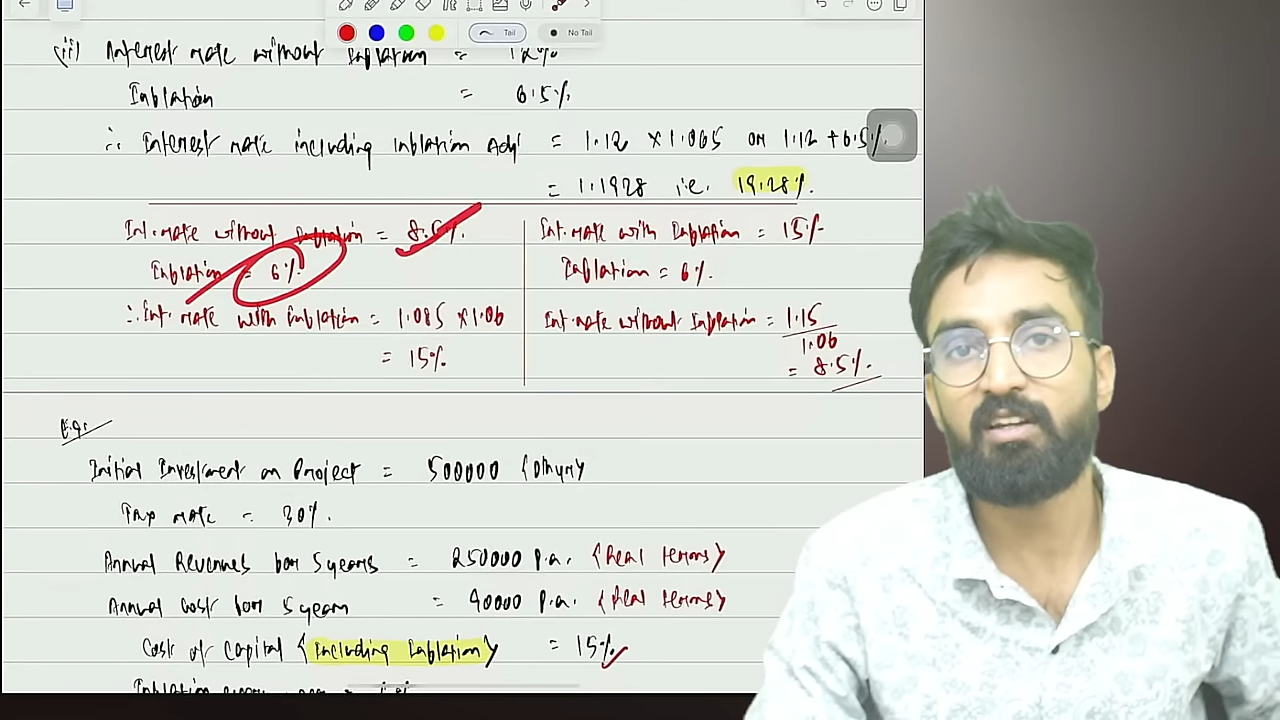 Tail
No Tail
(ii) Interest rate without Inflation = 12%
Inflation = 6.5%
∴ Interest rate including Inflation Adj = 1.12 × 1.065 or 1.12 + 6.5%
= 1.1928 i.e. 19.28%.
Int. rate without Inflation = 8.5%.
Inflation = 6%.
∴ Int. rate with Inflation = 1.085 × 1.06
= 15%
Int. rate with Inflation = 15%
Inflation = 6%.
Int. rate without Inflation = 1.15
1.06
= 8.5%.
E.g.
Initial Investment on Project = 500000
Tax rate = 30%.
Annual Revenues for 5 years = 250000 P.a. {Real terms}
Annual Cost for 5 years = 90000 P.a. {Real terms}
Cost of Capital {Including Inflation} = 15%